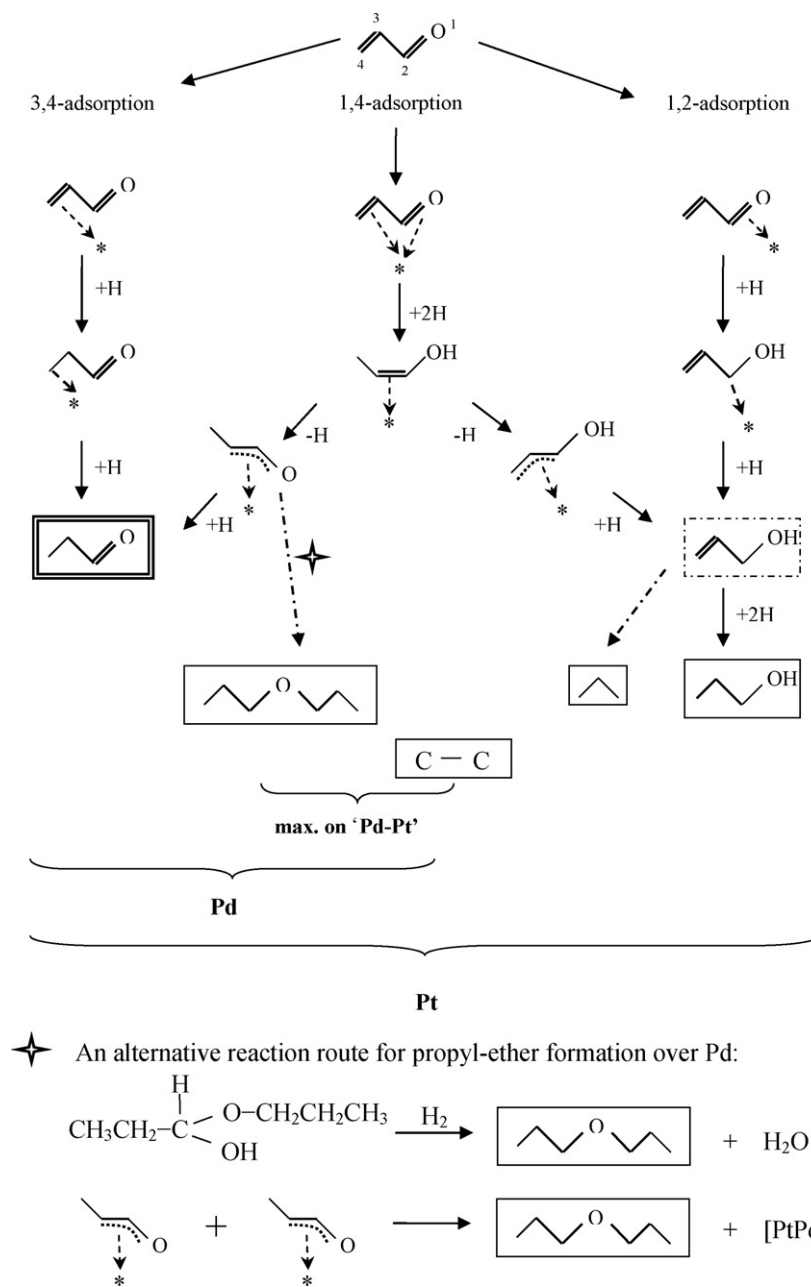 3
O 1
4
2
3,4-adsorption 1,4-adsorption 1,2-adsorption
O O O
* * *
+H +2H +H
O OH OH
* * *
-H -H
OH
+H O +H
* *
+H +H
O OH
+2H
O OH
C – C
max. on ‘Pd-Pt’
Pd
Pt
An alternative reaction route for propyl-ether formation over Pd:
H
CH3CH2–C O–CH2CH2CH3 H2 O + H2O
OH
O + O O + [PtPd
* *